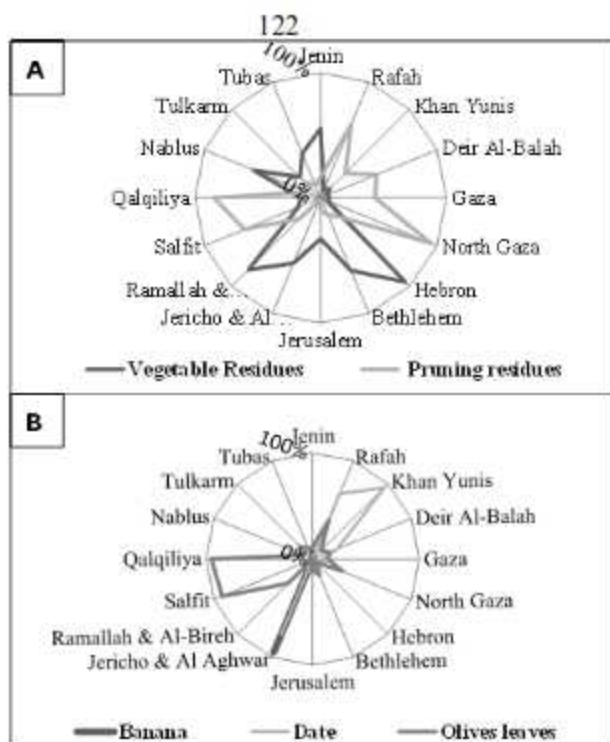 122
A
100%
Jenin
Tubas
Rafah
Tulkarm
Khan Yunis
Nablus
Deir Al-Balah
0%
Qalqiliya
Gaza
Salfit
North Gaza
Ramallah &...
Hebron
Jericho & Al ...
Bethlehem
Jerusalem
Vegetable Residues Pruning residues
B
100%
Jenin
Tubas
Rafah
Tulkarm
Khan Yunis
Nablus
Deir Al-Balah
0%
Qalqiliya
Gaza
Salfit
North Gaza
Ramallah & Al-Bireh
Hebron
Jericho & Al Aghwar
Bethlehem
Jerusalem
Banana Date Olives leaves